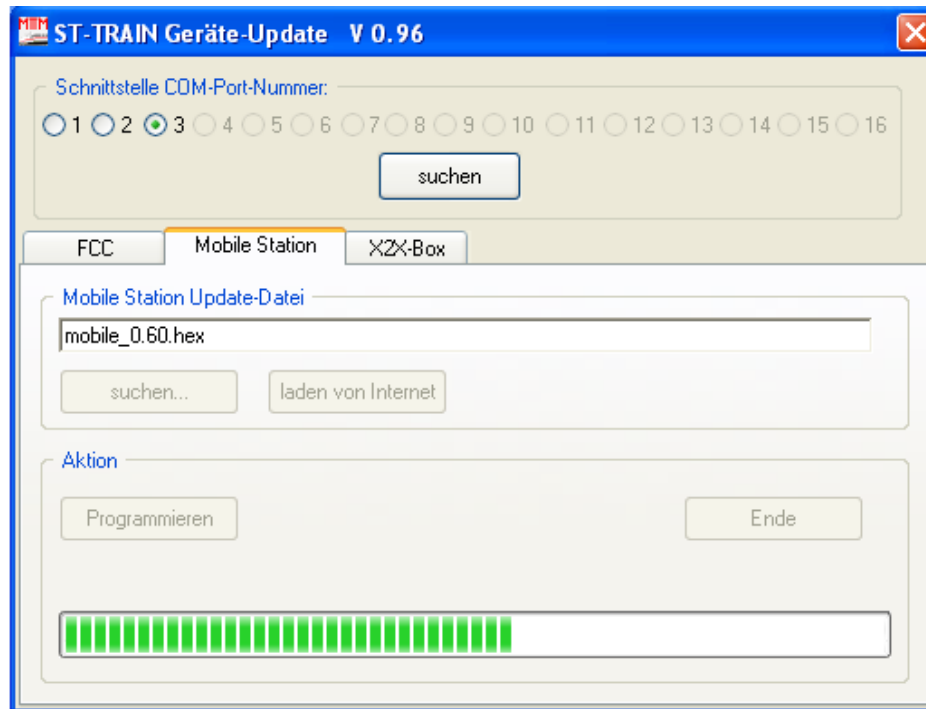 MTTM ST-TRAIN Geräte-Update V 0.96
Schnittstelle COM-Port-Nummer:
1 2 3 4 5 6 7 8 9 10 11 12 13 14 15 16
suchen
FCC Mobile Station X2X-Box
Mobile Station Update-Datei
mobile_0.60.hex
suchen... laden von Internet
Aktion
Programmieren Ende